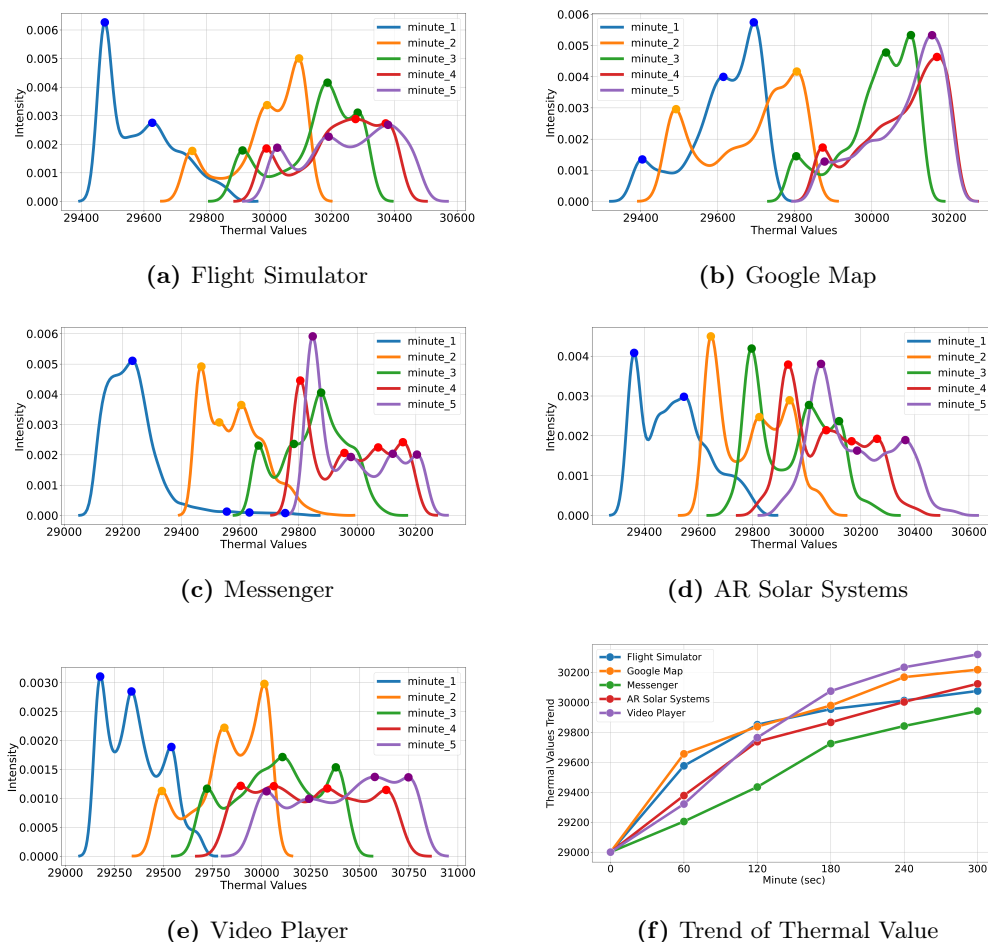 0.006
0.005
0.004
0.003
0.002
0.001
0.000
Intensity
minute_1
minute_2
minute_3
minute_4
minute_5
29400 29600 29800 30000 30200 30400 30600
Thermal Values
(a) Flight Simulator
0.006
0.005
0.004
0.003
0.002
0.001
0.000
Intensity
minute_1
minute_2
minute_3
minute_4
minute_5
29400 29600 29800 30000 30200
Thermal Values
(b) Google Map
0.006
0.005
0.004
0.003
0.002
0.001
0.000
Intensity
minute_1
minute_2
minute_3
minute_4
minute_5
29000 29200 29400 29600 29800 30000 30200
Thermal Values
(c) Messenger
0.004
0.003
0.002
0.001
0.000
Intensity
minute_1
minute_2
minute_3
minute_4
minute_5
29400 29600 29800 30000 30200 30400 30600
Thermal Values
(d) AR Solar Systems
0.0030
0.0025
0.0020
0.0015
0.0010
0.0005
0.0000
Intensity
minute_1
minute_2
minute_3
minute_4
minute_5
29000 29250 29500 29750 30000 30250 30500 30750 31000
Thermal Values
(e) Video Player
30200
30000
29800
29600
29400
29200
29000
Thermal Values Trend
Flight Simulator
Google Map
Messenger
AR Solar Systems
Video Player
0 60 120 180 240 300
Minute (sec)
(f) Trend of Thermal Value